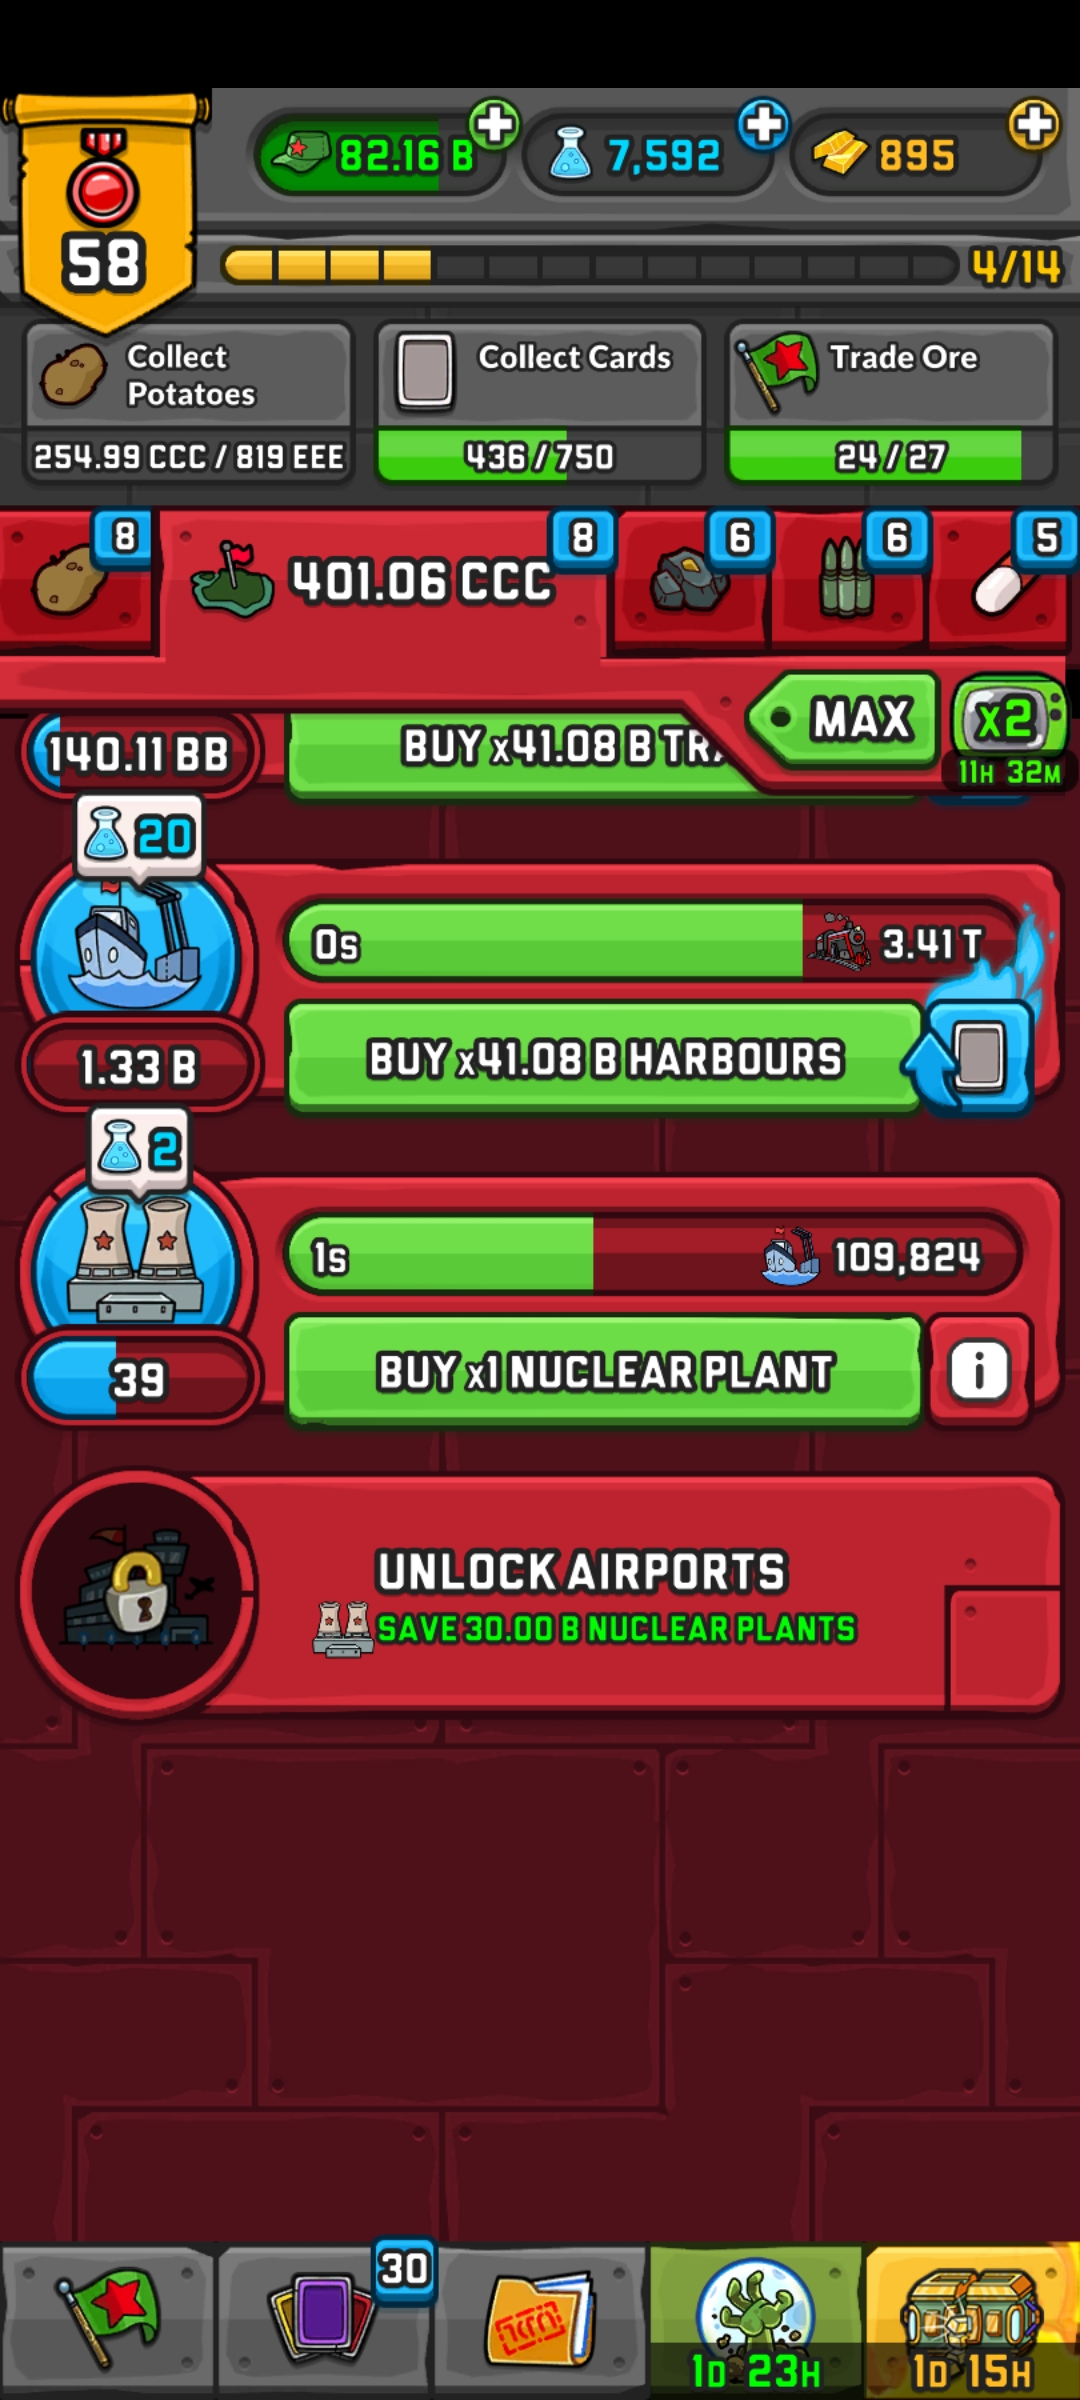 58
82.16 B
7,592
895
4/14
Collect
Potatoes
254.99 CCC / 819 EEE
Collect Cards
436 / 750
Trade Ore
24 / 27
8
401.06 CCC
8
6
6
5
MAX
x2
11H 32M
140.11 BB
BUY x41.08 B TRA
20
0s
3.41 T
1.33 B
BUY x41.08 B HARBOURS
2
1s
109,824
39
BUY x1 NUCLEAR PLANT
i
UNLOCK AIRPORTS
SAVE 30.00 B NUCLEAR PLANTS
30
1D 23H
1D 15H